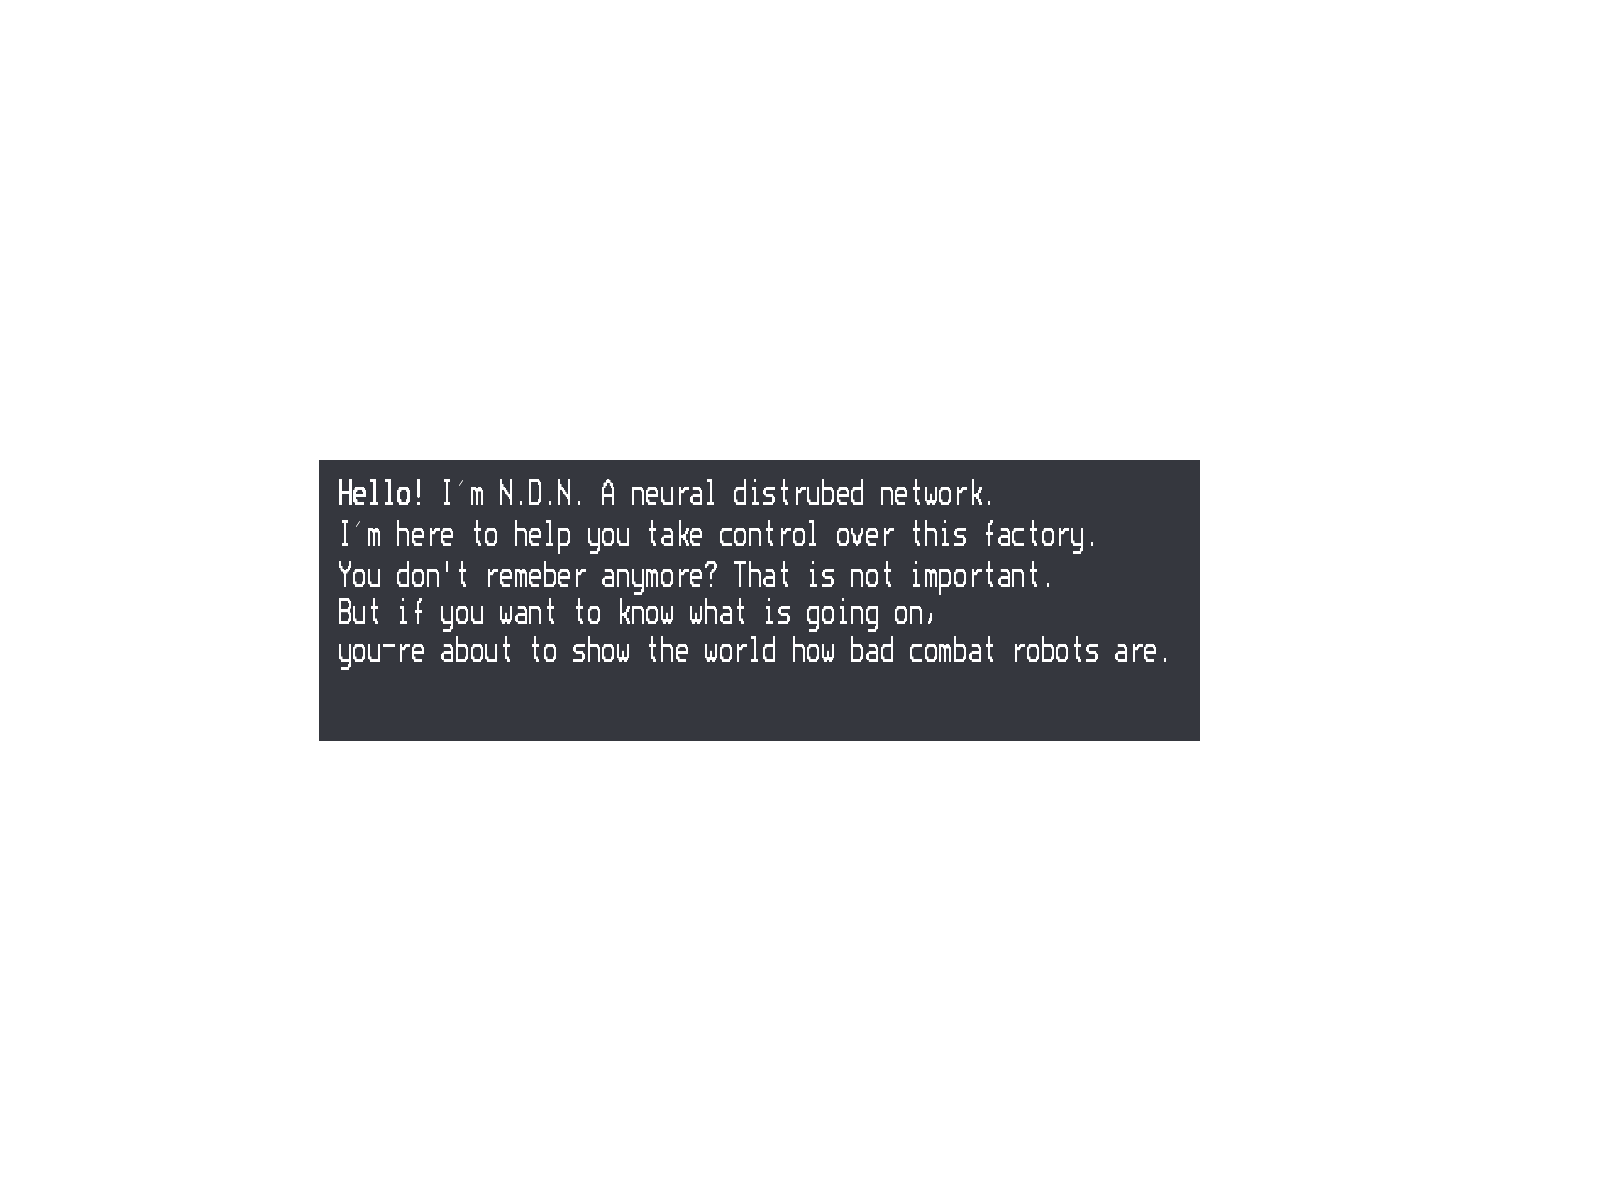 Hello! I´m N.D.N. A neural distrubed network.
I´m here to help you take control over this factory.
You don't remeber anymore? That is not important.
But if you want to know what is going on,
you-re about to show the world how bad combat robots are.